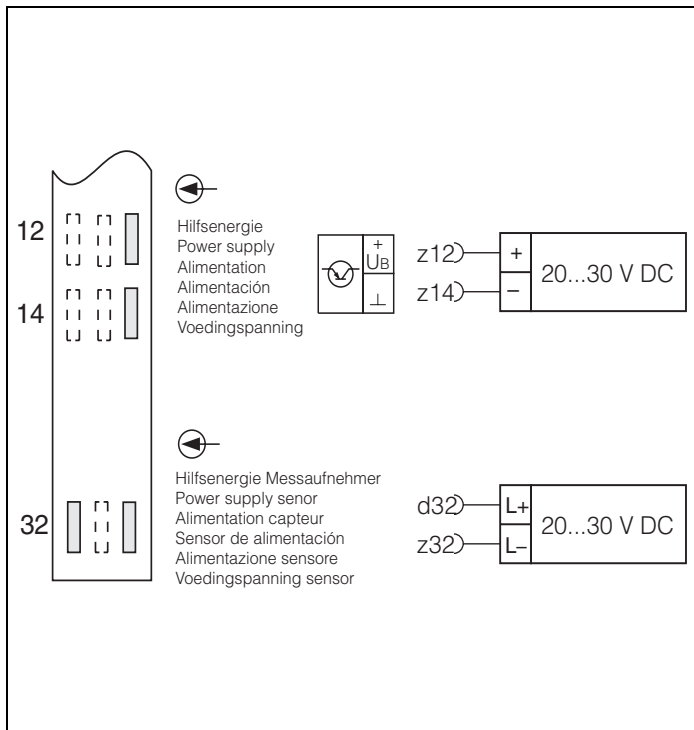 12
14
Hilfsenergie
Power supply
Alimentation
Alimentación
Alimentazione
Voedingspanning
+
UB
⊥
z12
z14
+
–
20...30 V DC
32
Hilfsenergie Messaufnehmer
Power supply senor
Alimentation capteur
Sensor de alimentación
Alimentazione sensore
Voedingspanning sensor
d32
z32
L+
L–
20...30 V DC